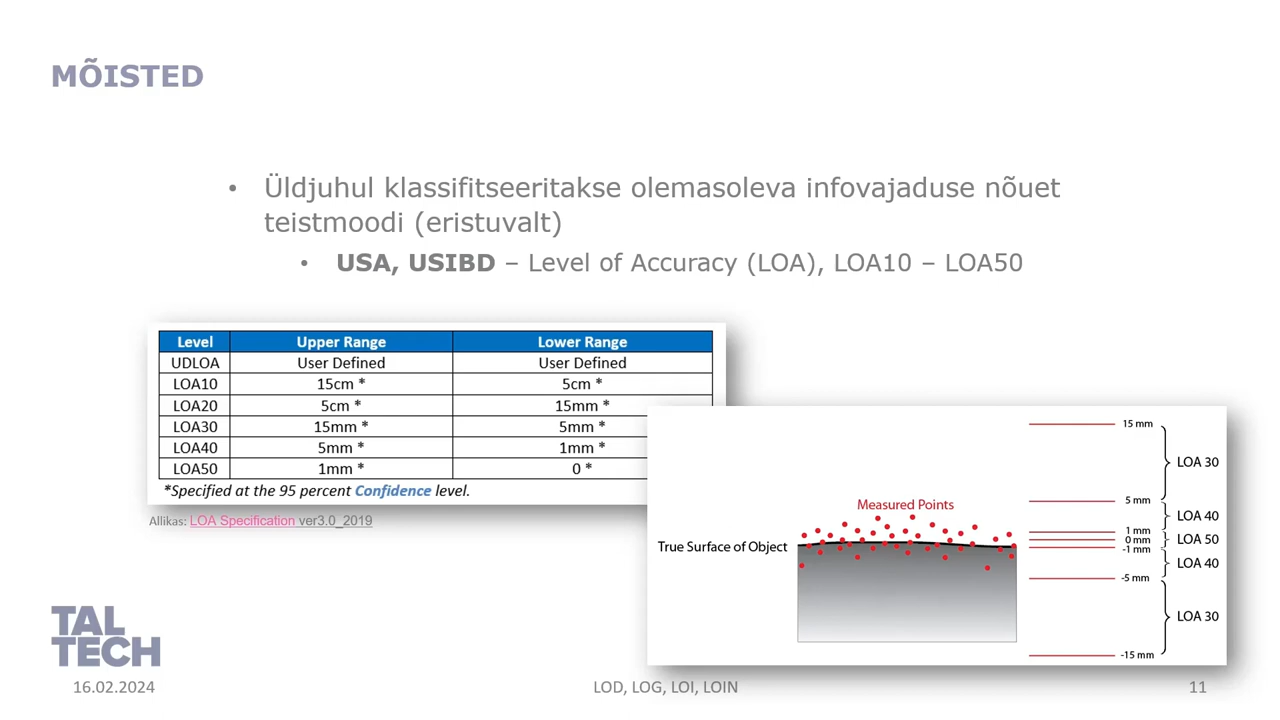 MÕISTED
• Üldjuhul klassifitseeritakse olemasoleva infovajaduse nõuet
teistmoodi (eristuvalt)
• USA, USIBD – Level of Accuracy (LOA), LOA10 – LOA50
Level Upper Range Lower Range
UDLOA User Defined User Defined
LOA10 15cm * 5cm *
LOA20 5cm * 15mm *
LOA30 15mm * 5mm *
LOA40 5mm * 1mm *
LOA50 1mm * 0 *
*Specified at the 95 percent Confidence level.
Allikas: LOA Specification ver3.0_2019
15 mm
LOA 30
5 mm
Measured Points
LOA 40
1 mm
0 mm
LOA 50
True Surface of Object
-1 mm
LOA 40
-5 mm
LOA 30
-15 mm
TAL
TECH
16.02.2024
LOD, LOG, LOI, LOIN
11